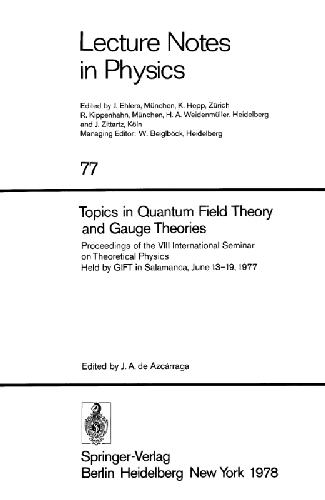 Lecture Notes
in Physics
Edited by J. Ehlers, München, K. Hepp, Zürich
R. Kippenhahn, München, H. A. Weidenmüller, Heidelberg
and J. Zittartz, Köln
Managing Editor: W. Beiglböck, Heidelberg
77
Topics in Quantum Field Theory
and Gauge Theories
Proceedings of the VIII International Seminar
on Theoretical Physics
Held by GIFT in Salamanca, June 13–19, 1977
Edited by J. A. de Azcárraga
Springer-Verlag
Berlin Heidelberg New York 1978